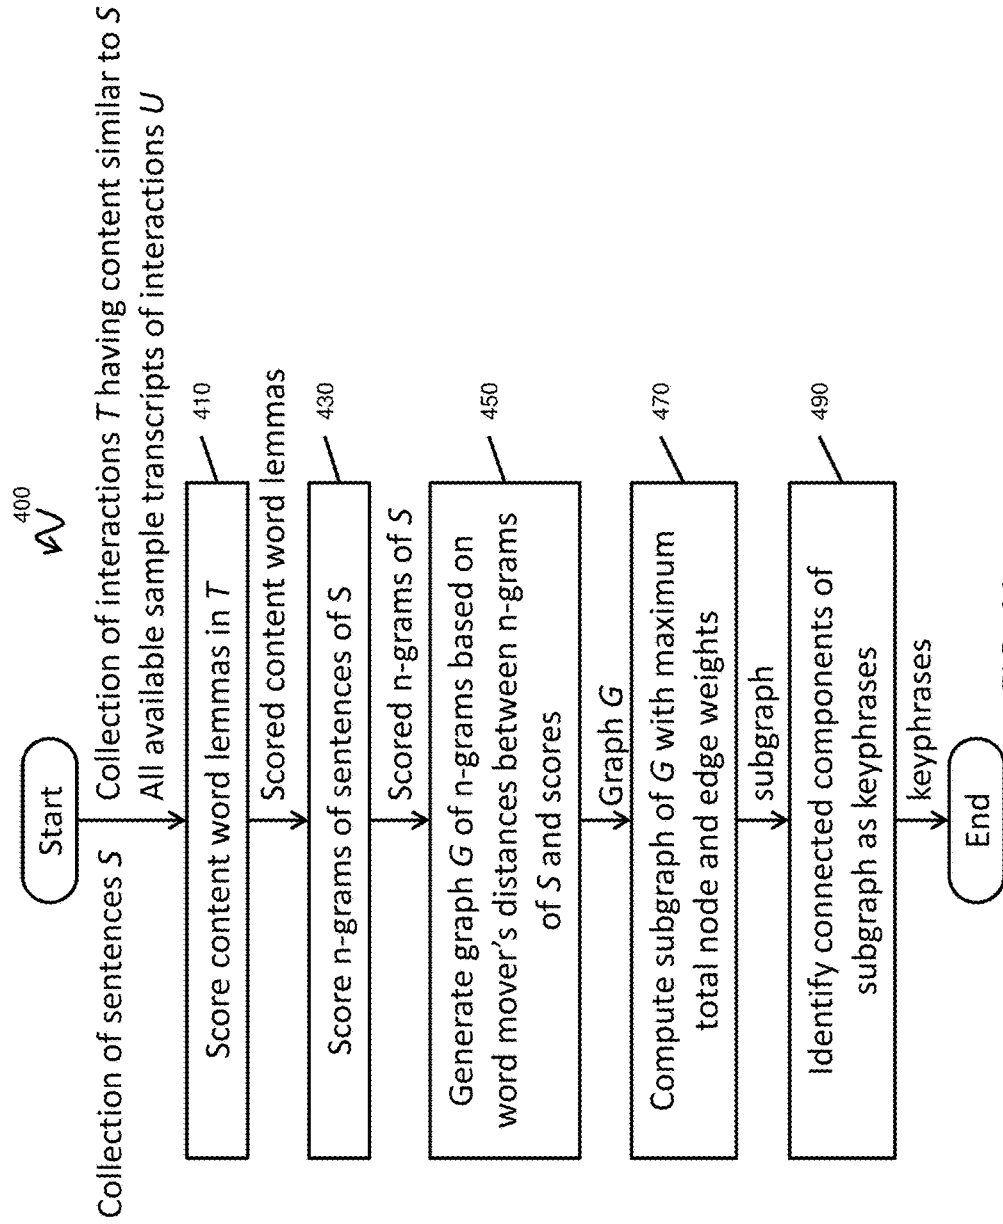 400
Start
Collection of sentences S
Collection of interactions T having content similar to S
All available sample transcripts of interactions U
Score content word lemmas in T
410
Scored content word lemmas
Score n-grams of sentences of S
430
Scored n-grams of S
Generate graph G of n-grams based on
word mover's distances between n-grams
of S and scores
450
Graph G
Compute subgraph of G with maximum
total node and edge weights
470
subgraph
Identify connected components of
subgraph as keyphrases
490
keyphrases
End